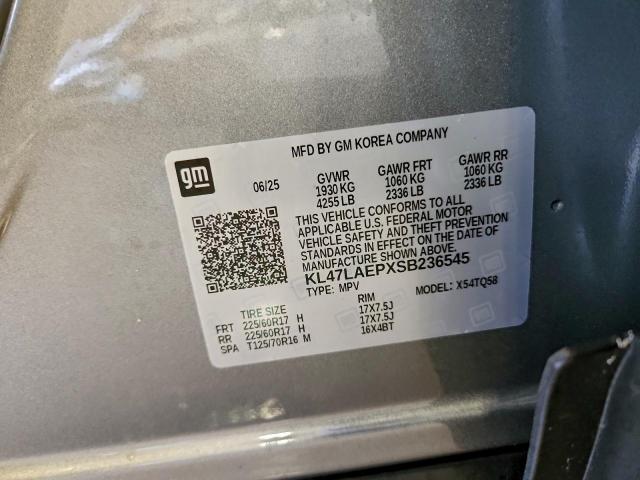 MFD BY GM KOREA COMPANY
gm
06/25 GVWR GAWR FRT GAWR RR
1930 KG 1060 KG 1060 KG
4255 LB 2336 LB 2336 LB
THIS VEHICLE CONFORMS TO ALL
APPLICABLE U.S. FEDERAL MOTOR
VEHICLE SAFETY AND THEFT PREVENTION
STANDARDS IN EFFECT ON THE DATE OF
MANUFACTURE SHOWN ABOVE.
KL47LAEPXSB236545
TYPE: MPV MODEL: X54TQ58
TIRE SIZE RIM
FRT 225/60R17 H 17X7.5J
RR 225/60R17 H 17X7.5J
SPA T125/70R16 M 16X4BT